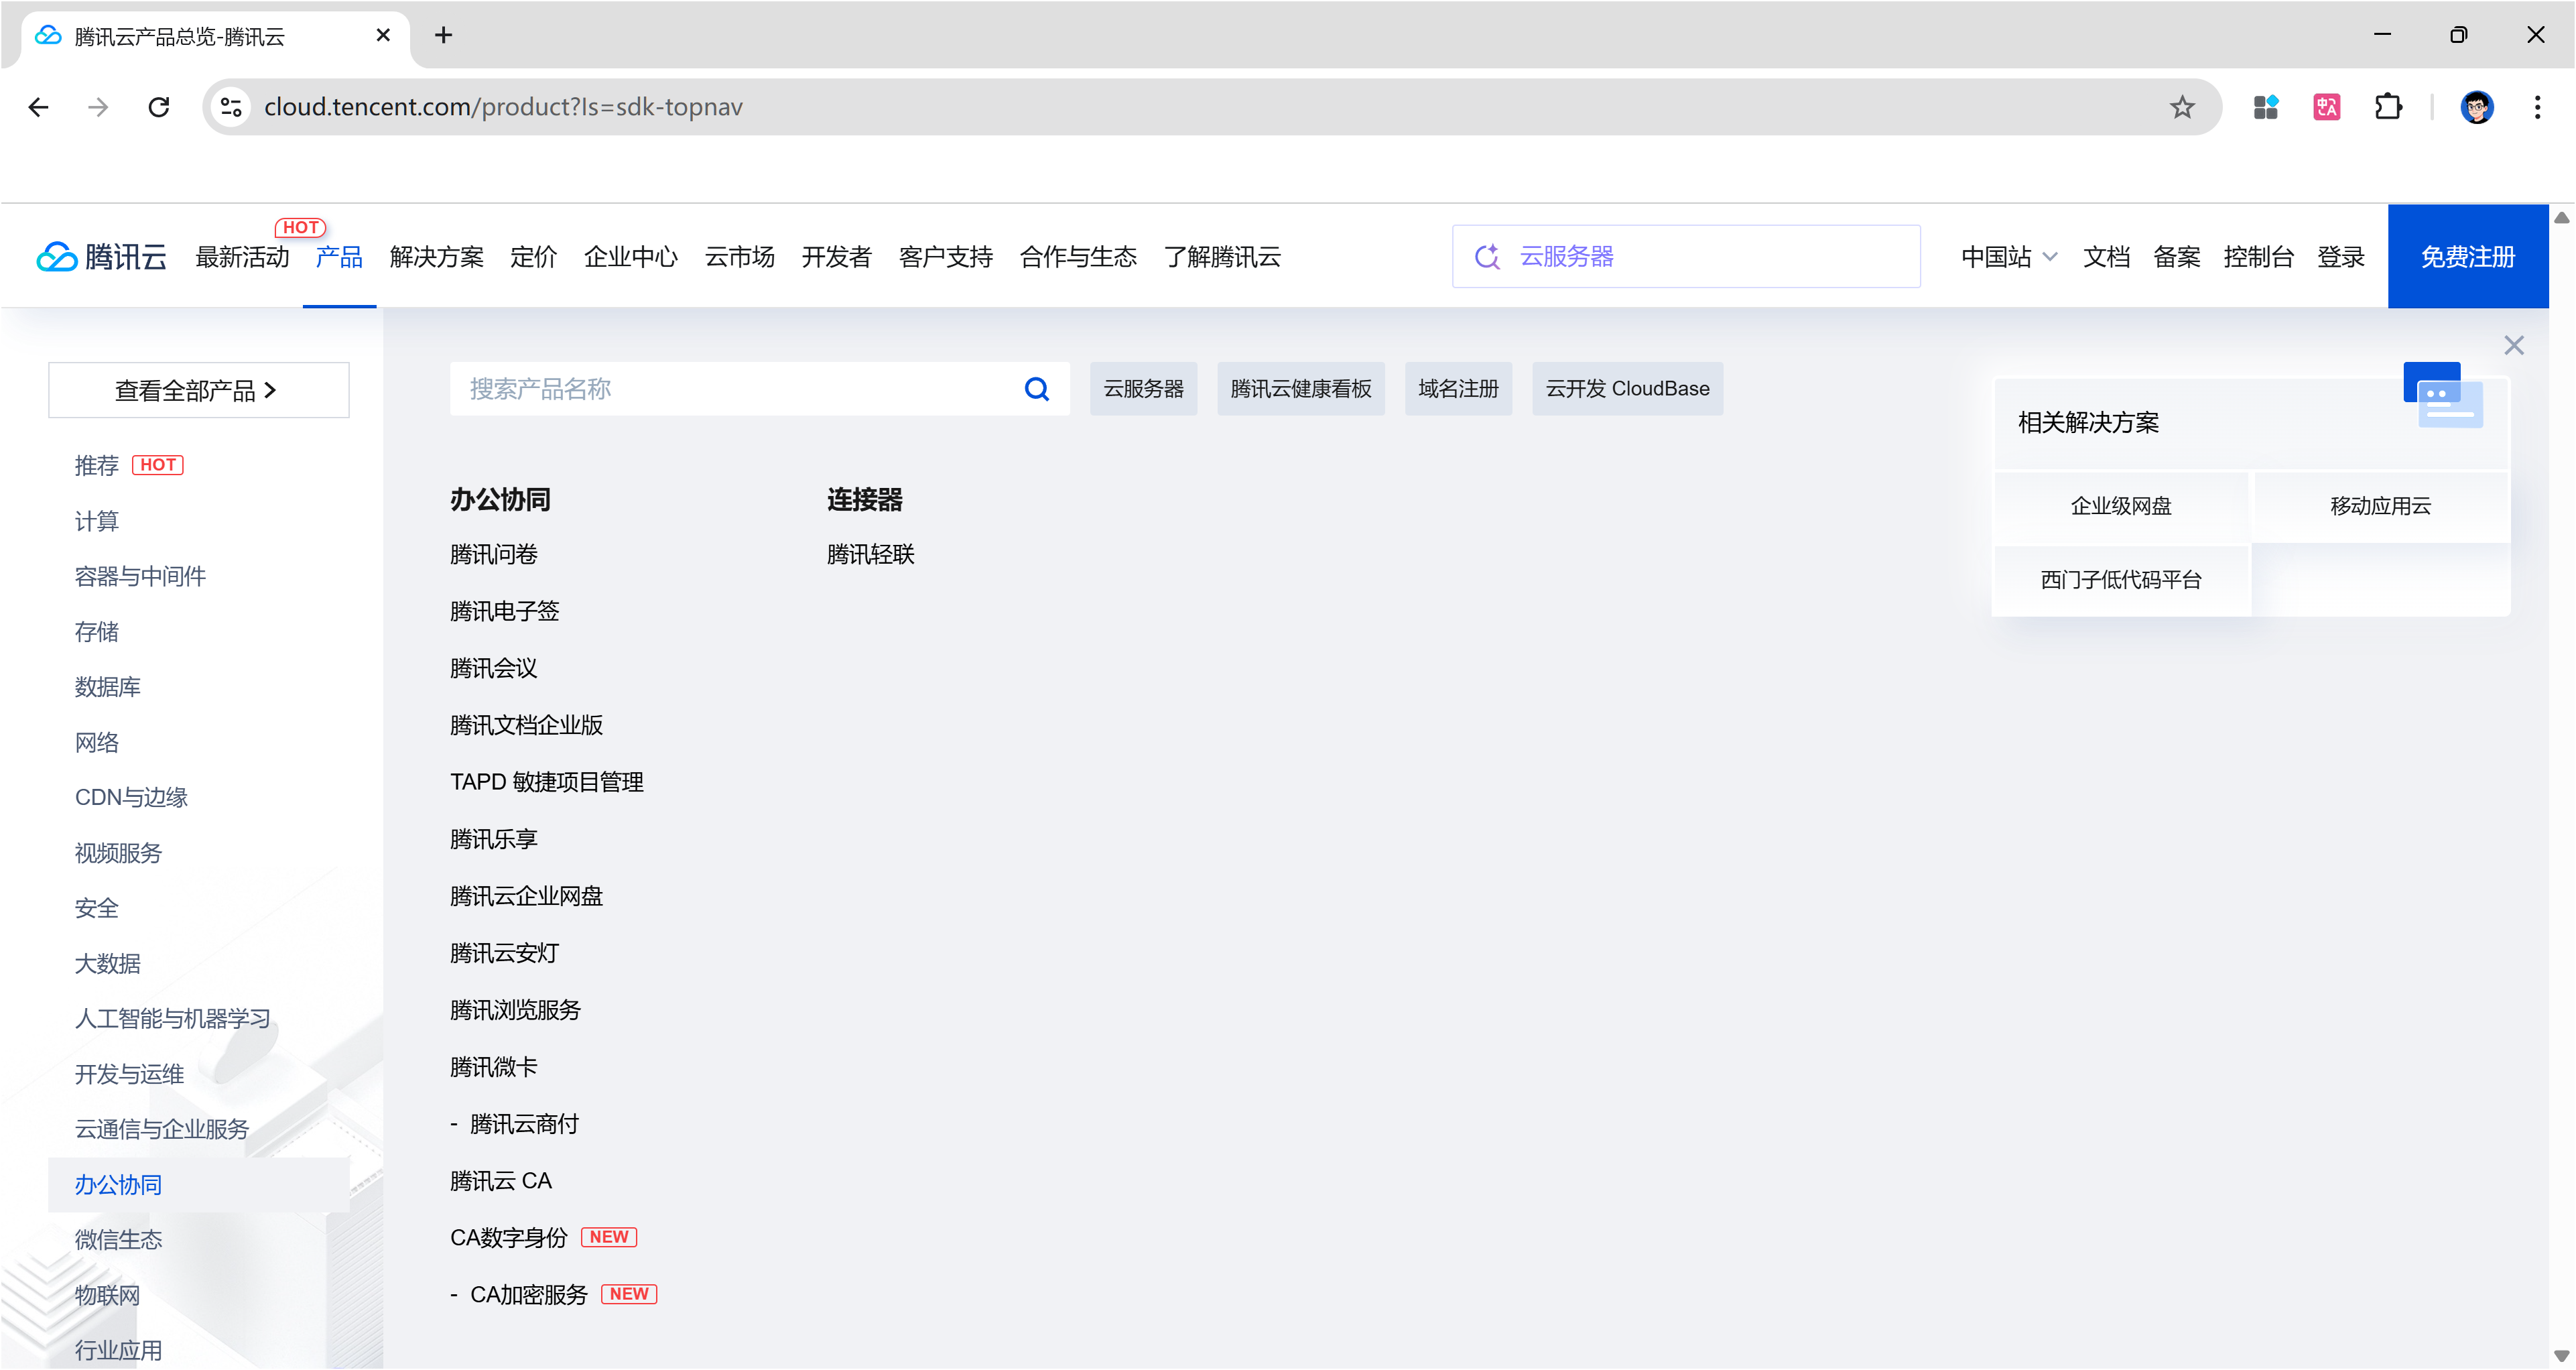 腾讯云产品总览-腾讯云
cloud.tencent.com/product?Is=sdk-topnav
腾讯云 最新活动 HOT 产品 解决方案 定价 企业中心 云市场 开发者 客户支持 合作与生态 了解腾讯云 云服务器 中国站 文档 备案 控制台 登录 免费注册
查看全部产品
推荐 HOT
计算
容器与中间件
存储
数据库
网络
CDN与边缘
视频服务
安全
大数据
人工智能与机器学习
开发与运维
云通信与企业服务
办公协同
微信生态
物联网
行业应用
搜索产品名称 云服务器 腾讯云健康看板 域名注册 云开发 CloudBase
办公协同
腾讯问卷
腾讯电子签
腾讯会议
腾讯文档企业版
TAPD 敏捷项目管理
腾讯乐享
腾讯云企业网盘
腾讯云安灯
腾讯浏览服务
腾讯微卡
- 腾讯云商付
腾讯云 CA
CA数字身份 NEW
- CA加密服务 NEW
连接器
腾讯轻联
相关解决方案
企业级网盘 移动应用云
西门子低代码平台